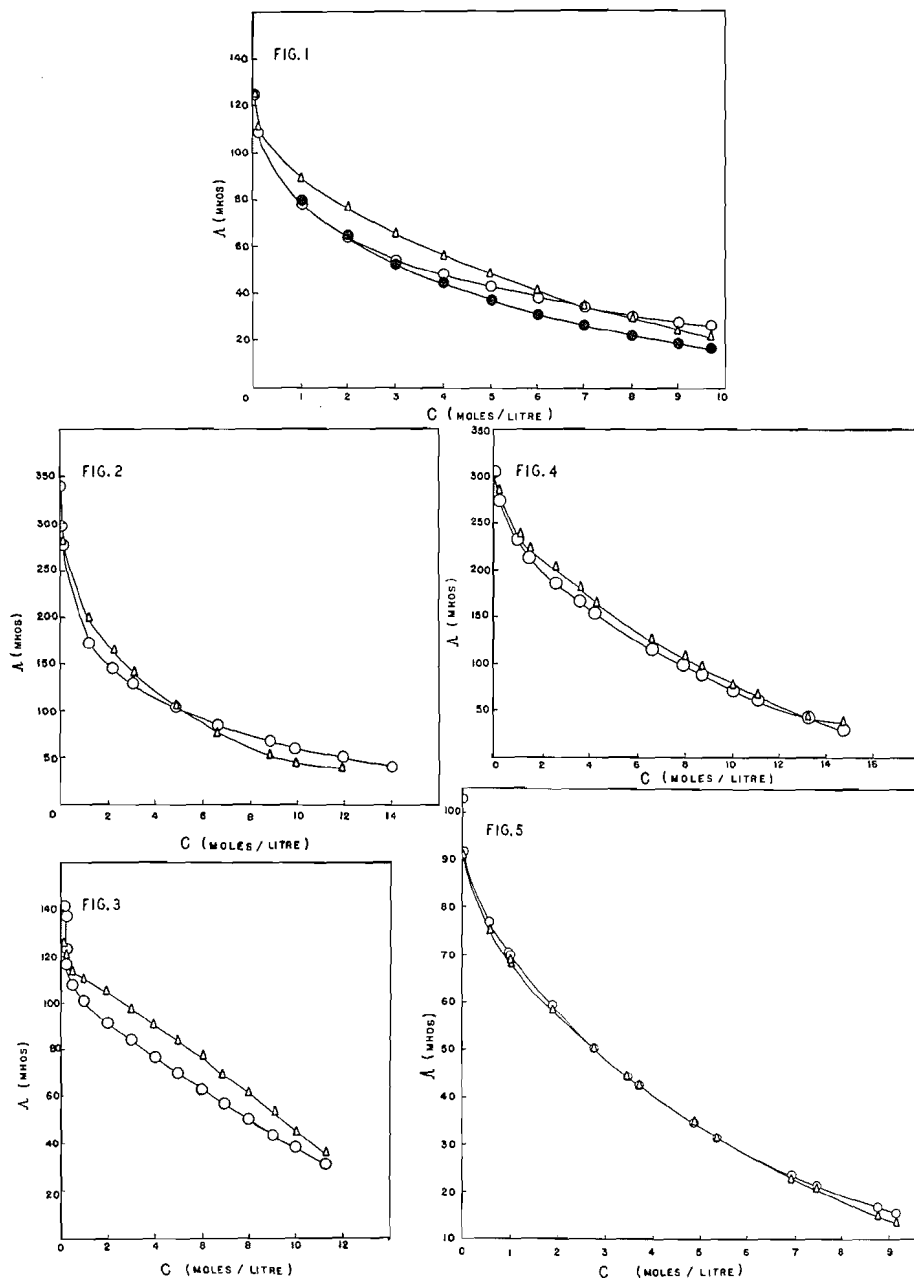 FIG.1
140
120
100
80
60
40
20
0 1 2 3 4 5 6 7 8 9 10
Λ (MHOS)
C (MOLES/LITRE)
FIG.2
350
300
250
200
150
100
50
0 2 4 6 8 10 12 14
Λ (MHOS)
C (MOLES/LITRE)
FIG.4
350
300
250
200
150
100
50
0 2 4 6 8 10 12 14 16
Λ (MHOS)
C (MOLES / LITRE)
FIG.3
140
120
100
80
60
40
20
0 2 4 6 8 10 12
Λ (MHOS)
C (MOLES/LITRE)
FIG.5
100
90
80
70
60
50
40
30
20
10
0 1 2 3 4 5 6 7 8 9
Λ (MHOS)
C (MOLES/LITRE)